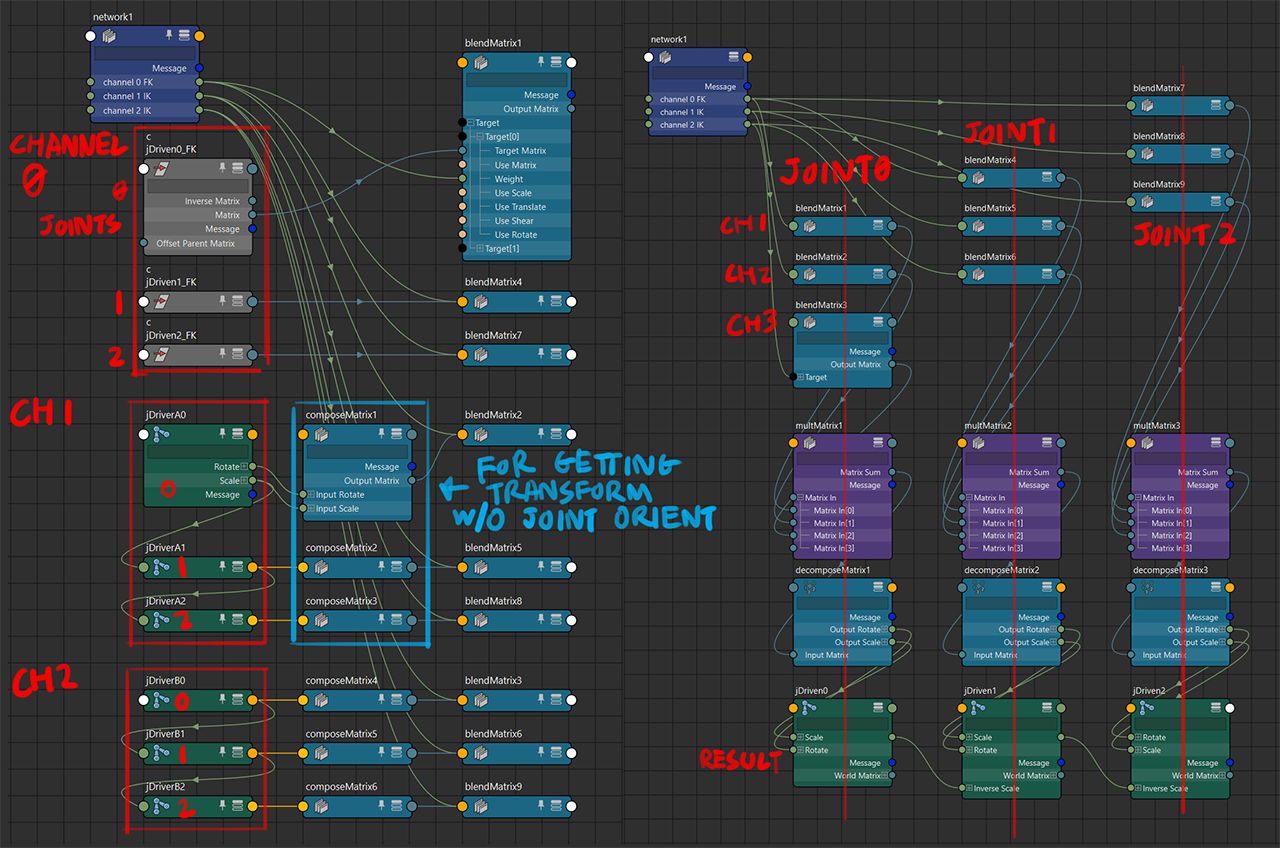 network1
Message
channel 0 FK
channel 1 IK
channel 2 IK
blendMatrix1
Message
Output Matrix
Target
Target[0]
Target Matrix
Use Matrix
Weight
Use Scale
Use Translate
Use Shear
Use Rotate
Target[1]
CHANNEL
0
JOINTS
0
1
2
c
jDriven0_FK
Inverse Matrix
Matrix
Message
Offset Parent Matrix
c
jDriven1_FK
blendMatrix4
c
jDriven2_FK
blendMatrix7
CH1
jDriverA0
Rotate
Scale
Message
0
composeMatrix1
Message
Output Matrix
Input Rotate
Input Scale
blendMatrix2
FOR GETTING
TRANSFORM
W/O JOINT ORIENT
jDriverA1
1
composeMatrix2
blendMatrix5
jDriverA2
2
composeMatrix3
blendMatrix8
CH2
jDriverB0
0
composeMatrix4
blendMatrix3
jDriverB1
1
composeMatrix5
blendMatrix6
jDriverB2
2
composeMatrix6
blendMatrix9
network1
Message
channel 0 FK
channel 1 IK
channel 2 IK
JOINT0
CH1
blendMatrix1
CH2
blendMatrix2
CH3
blendMatrix3
Message
Output Matrix
Target
JOINT1
blendMatrix4
blendMatrix5
blendMatrix6
blendMatrix7
blendMatrix8
blendMatrix9
JOINT 2
multMatrix1
Matrix Sum
Message
Matrix In
Matrix In[0]
Matrix In[1]
Matrix In[2]
Matrix In[3]
multMatrix2
Matrix Sum
Message
Matrix In
Matrix In[0]
Matrix In[1]
Matrix In[2]
Matrix In[3]
multMatrix3
Matrix Sum
Message
Matrix In
Matrix In[0]
Matrix In[1]
Matrix In[2]
Matrix In[3]
decomposeMatrix1
Message
Output Rotate
Output Scale
Input Matrix
decomposeMatrix2
Message
Output Rotate
Output Scale
Input Matrix
decomposeMatrix3
Message
Output Rotate
Output Scale
Input Matrix
RESULT
jDriven0
Scale
Rotate
Message
World Matrix
jDriven1
Scale
Rotate
Message
World Matrix
Inverse Scale
jDriven2
Rotate
Scale
Message
World Matrix
Inverse Scale